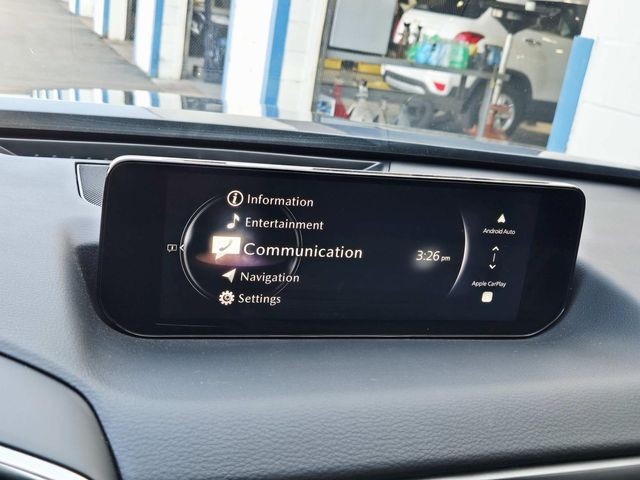 Information
Entertainment
Communication
Navigation
Settings
3:26 pm
Android Auto
Apple CarPlay